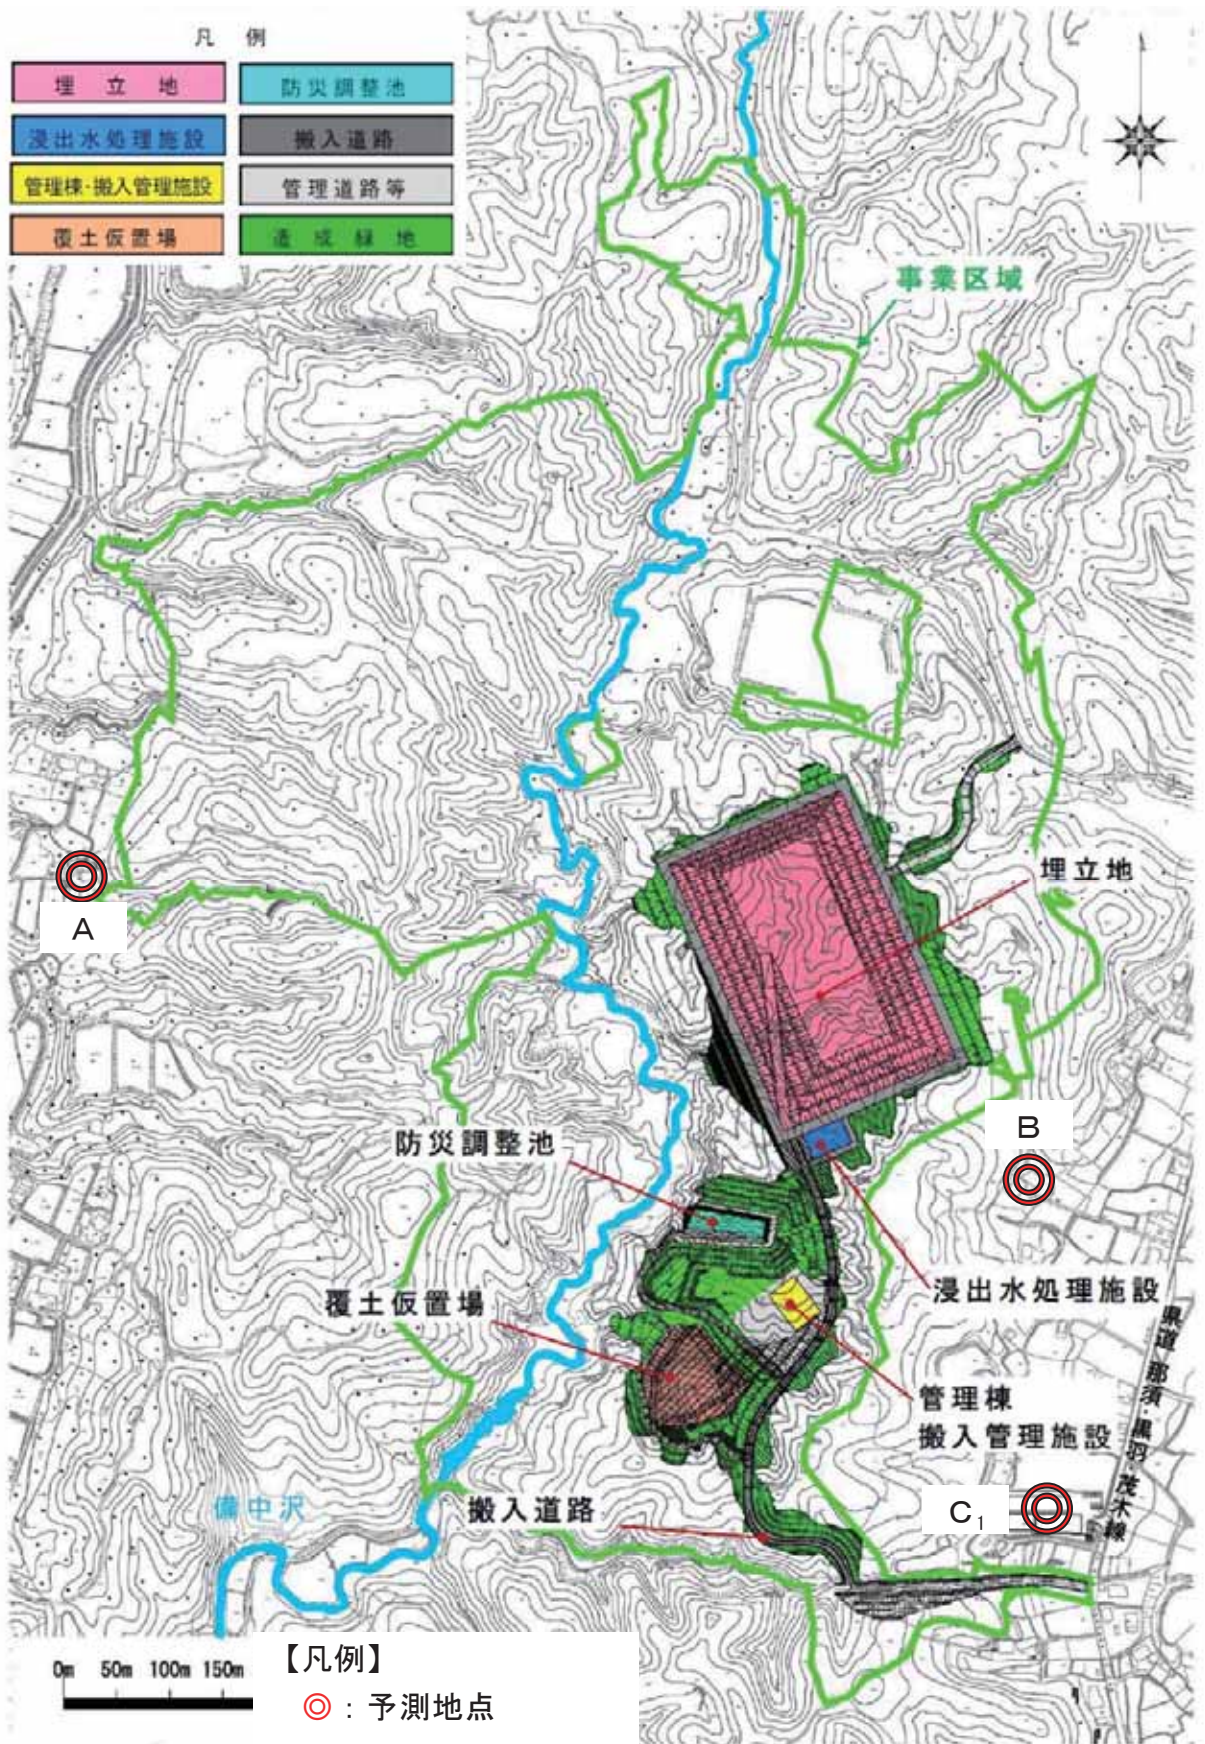 凡 例
埋 立 地
防災調整池
浸出水処理施設
搬入道路
管理棟・搬入管理施設
管理道路等
覆土仮置場
造 成 緑 地
事業区域
埋立地
A
B
防災調整池
浸出水処理施設
覆土仮置場
県道 那須 黒羽 茂木線
管理棟
搬入管理施設
C1
備中沢
搬入道路
0m 50m 100m 150m
【凡例】
◎：予測地点